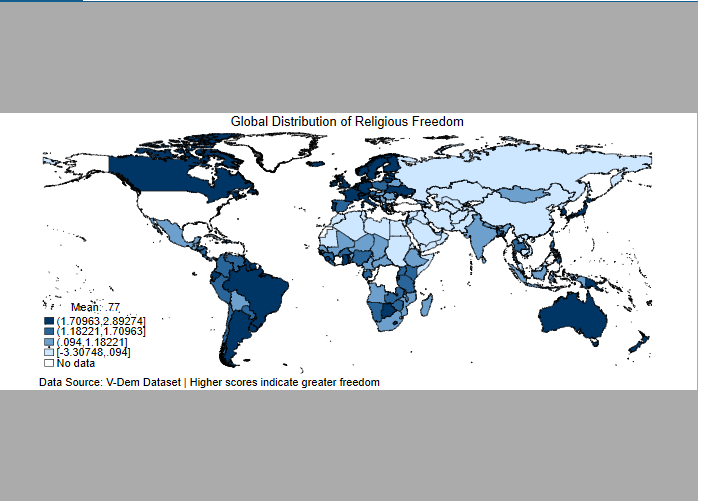 Global Distribution of Religious Freedom
Mean: .77
(1.70963,2.89274]
(1.18221,1.70963]
(.094,1.18221]
[-3.30748,.094]
No data
Data Source: V-Dem Dataset | Higher scores indicate greater freedom